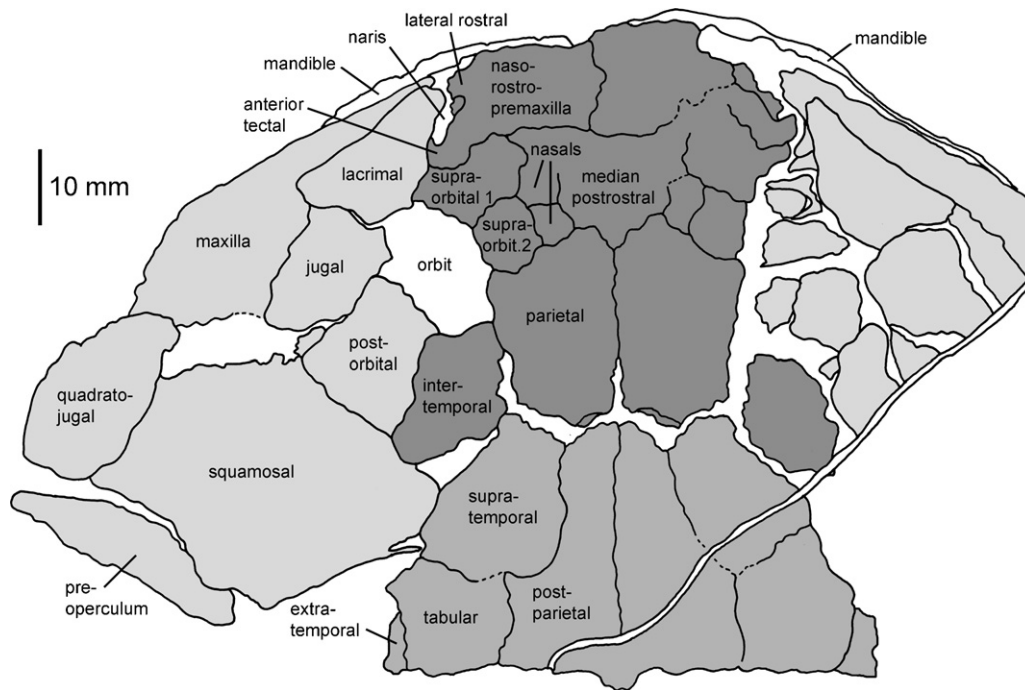 lateral rostral
naris
mandible
mandible
naso-
rostro-
premaxilla
anterior
tectal
nasals
lacrimal
supra-
orbital 1
median
postrostral
10 mm
supra-
orbit.2
maxilla
jugal
orbit
parietal
post-
orbital
quadrato-
jugal
inter-
temporal
squamosal
supra-
temporal
pre-
operculum
extra-
temporal
tabular
post-
parietal